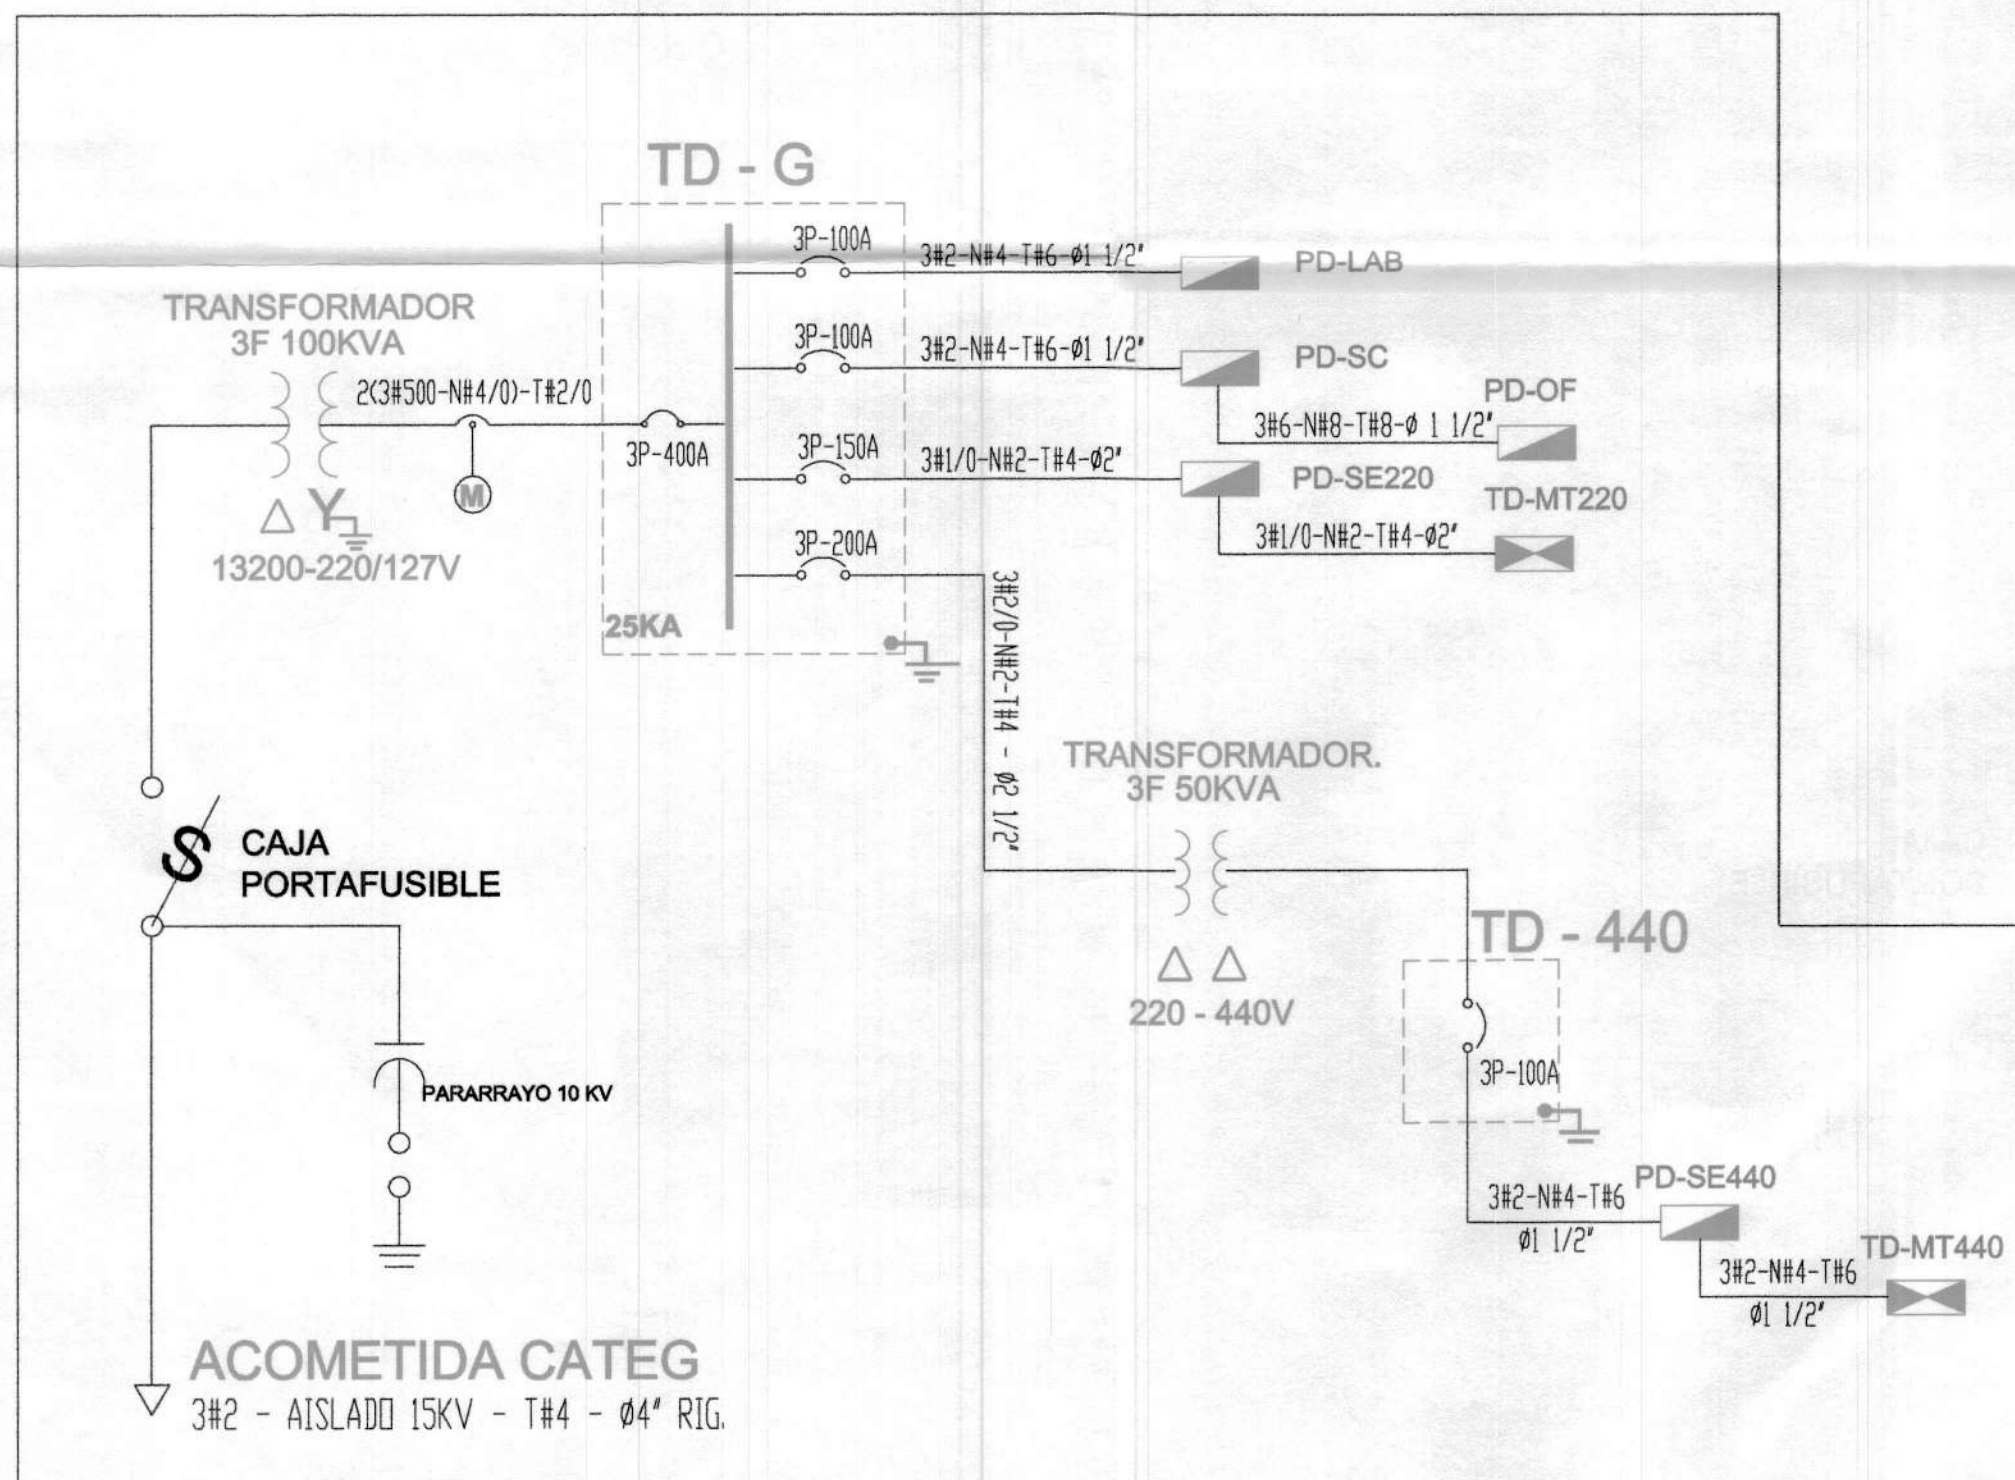 TD - G
3P-100A
3#2-N#4-T#6-Ø1 1/2"
PD-LAB
TRANSFORMADOR
3F 100KVA
3P-100A
3#2-N#4-T#6-Ø1 1/2"
PD-SC
PD-OF
2(3#500-N#4/0)-T#2/0
3#6-N#8-T#8-Ø 1 1/2"
3P-400A
3P-150A
3#1/0-N#2-T#4-Ø2"
PD-SE220
TD-MT220
M
3#1/0-N#2-T#4-Ø2"
Y
13200-220/127V
3P-200A
3#2/0-N#2-T#4 - Ø2 1/2"
25KA
TRANSFORMADOR.
3F 50KVA
S
CAJA
PORTAFUSIBLE
TD - 440
220 - 440V
3P-100A
PARARRAYO 10 KV
PD-SE440
3#2-N#4-T#6
Ø1 1/2"
TD-MT440
3#2-N#4-T#6
Ø1 1/2"
ACOMETIDA CATEG
3#2 - AISLADO 15KV - T#4 - Ø4" RIG.